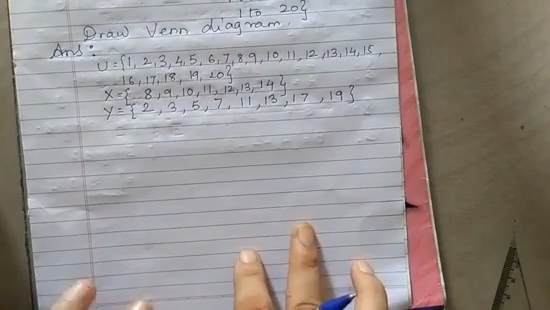 1 to 20}
Draw Venn diagram.
Ans:
U={1, 2, 3, 4, 5, 6, 7, 8, 9, 10, 11, 12, 13, 14, 15,
16, 17, 18, 19, 20}
X={ 8, 9, 10, 11, 12, 13, 14}
Y={2, 3, 5, 7, 11, 13, 17, 19}